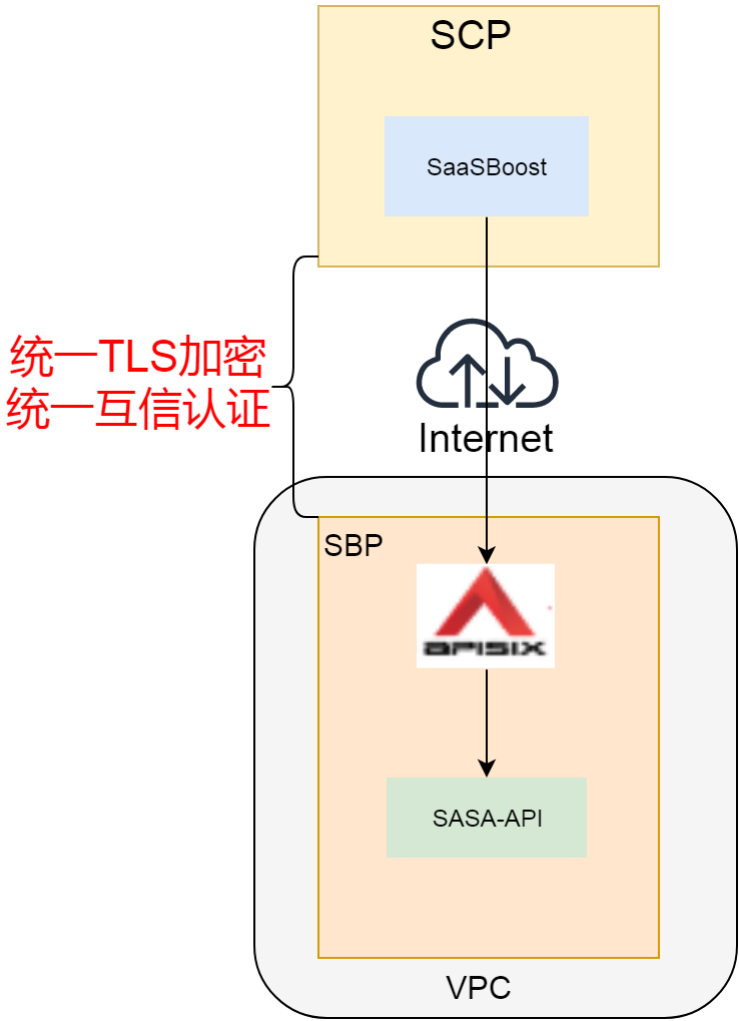 SCP
SaaSBoost
统一TLS加密
统一互信认证
Internet
SBP
APISIX
SASA-API
VPC